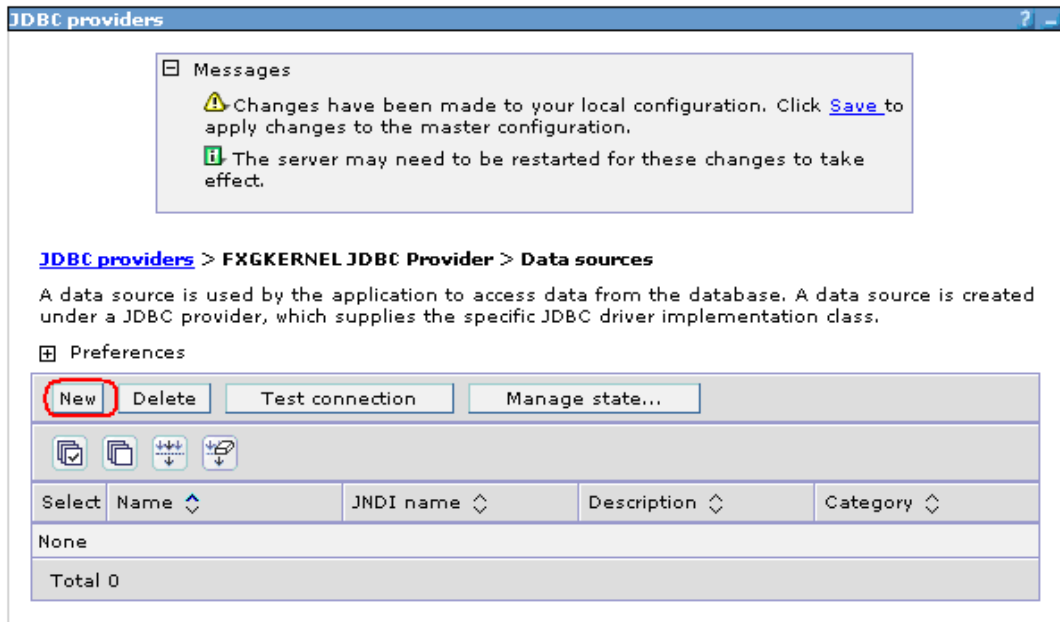 JDBC providers ? _
Messages
Changes have been made to your local configuration. Click Save to
apply changes to the master configuration.
The server may need to be restarted for these changes to take
effect.
JDBC providers > FXGKERNEL JDBC Provider > Data sources
A data source is used by the application to access data from the database. A data source is created
under a JDBC provider, which supplies the specific JDBC driver implementation class.
Preferences
New Delete Test connection Manage state...
Select Name JNDI name Description Category
None
Total 0